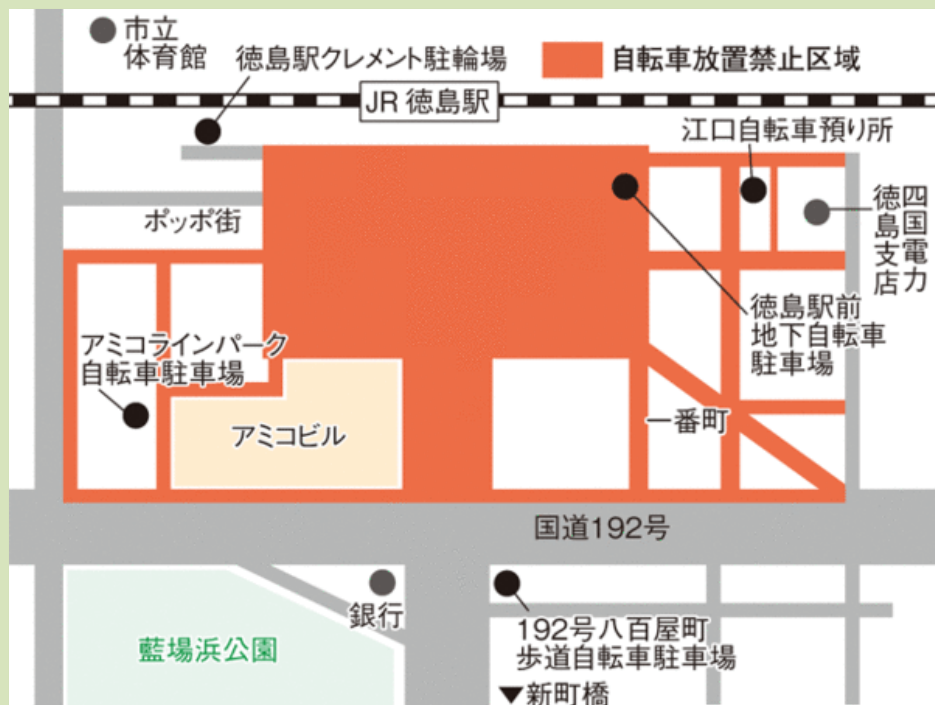 市立
体育館
徳島駅クレメント駐輪場
自転車放置禁止区域
JR 徳島駅
江口自転車預り所
四国電力
徳島支店
ポッポ街
徳島駅前
地下自転車
駐車場
アミコラインパーク
自転車駐車場
アミコビル
一番町
国道192号
銀行
192号八百屋町
歩道自転車駐車場
藍場浜公園
▼新町橋